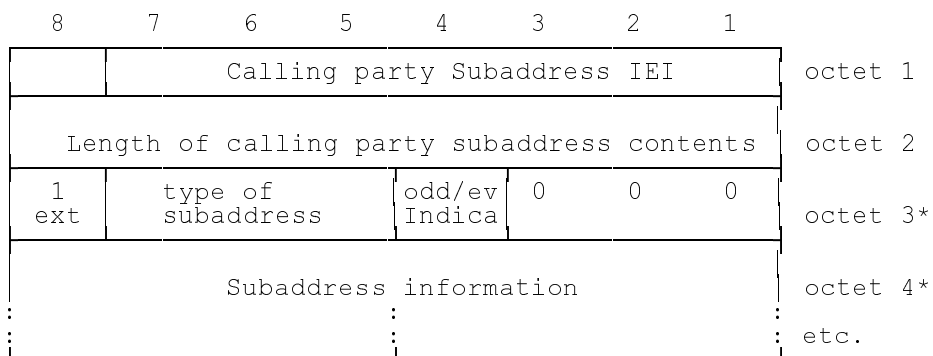 8 7 6 5 4 3 2 1
Calling party Subaddress IEI octet 1
Length of calling party subaddress contents octet 2
1 type of odd/ev 0 0 0
ext subaddress Indica octet 3*
Subaddress information octet 4*
: : :
: : : etc.